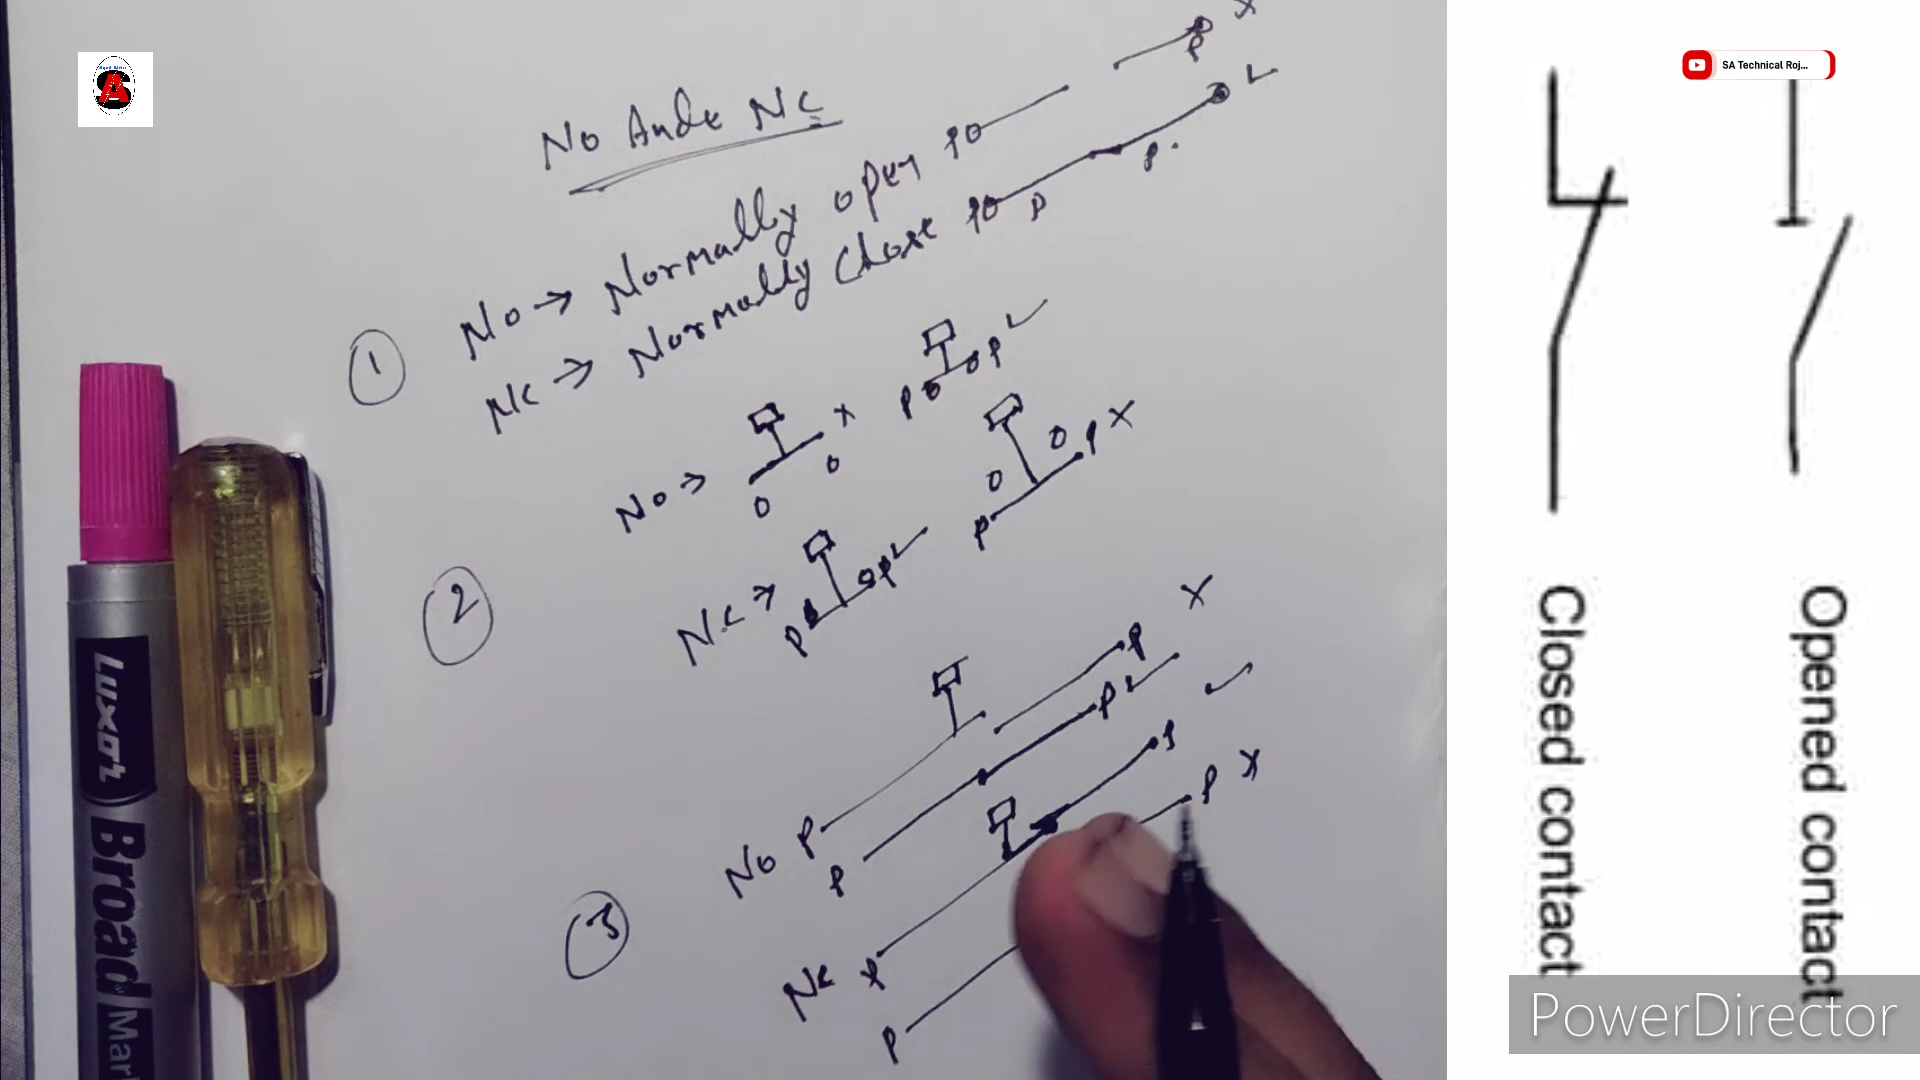 SA Technical Roj...
No Ande Nc
① No → Normally open
P
P
X
Nc → Normally Close
P
P
P.
② No →
O
O
X
P
P
Nc →
P
P
O
O
P
P
X
③ No
P
P
X
P
P
Nc
P
P
P
P
X
LUXOR
Broad Mar
Closed contact
Opened contact
PowerDirector